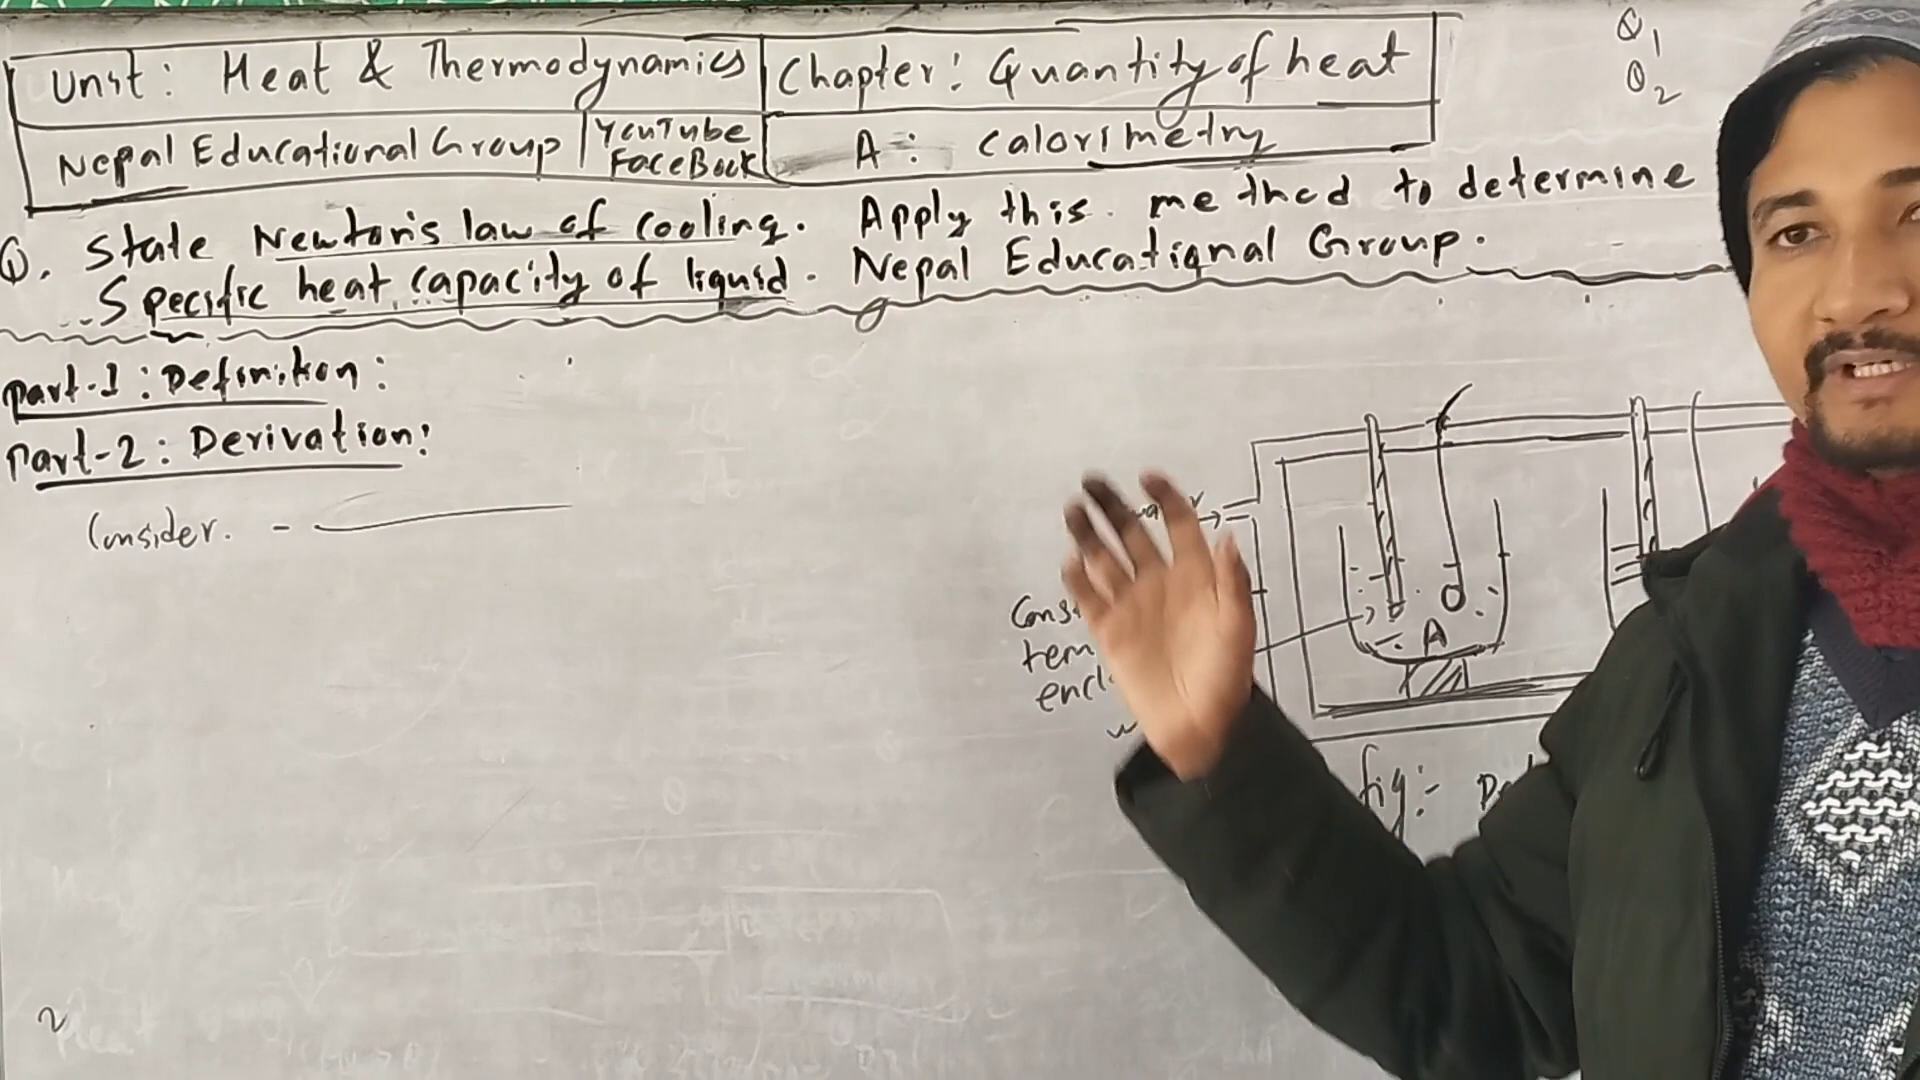 Unit: Heat & Thermodynamics
Chapter: Quantity of heat
Nepal Educational Group
YouTube
FaceBook
A: calorimetry
θ1
θ2
Q. State Newton's law of cooling. Apply this method to determine
Specific heat capacity of liquid. Nepal Educational Group.
Part-1: Definition:
Part-2: Derivation:
Consider. -
A
fig:-
2